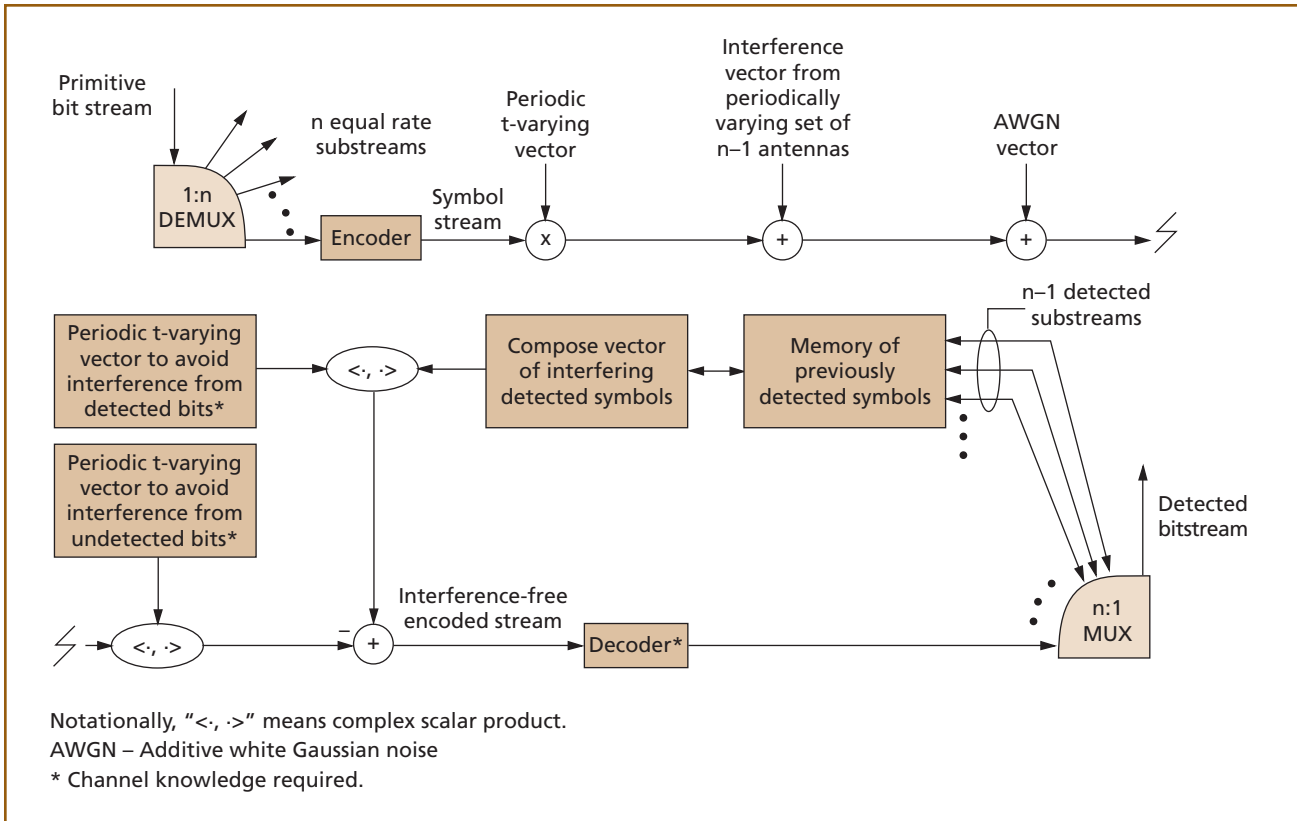 Primitive
bit stream
n equal rate
substreams
1:n
DEMUX
Encoder
Symbol
stream
Periodic
t-varying
vector
x
Interference
vector from
periodically
varying set of
n–1 antennas
+
AWGN
vector
+
Periodic t-varying
vector to avoid
interference from
detected bits*
<·, ·>
Compose vector
of interfering
detected symbols
Memory of
previously
detected symbols
n–1 detected
substreams
Periodic t-varying
vector to avoid
interference from
undetected bits*
<·, ·>
–
+
Interference-free
encoded stream
Decoder*
n:1
MUX
Detected
bitstream
Notationally, "<·, ·>" means complex scalar product.
AWGN – Additive white Gaussian noise
* Channel knowledge required.